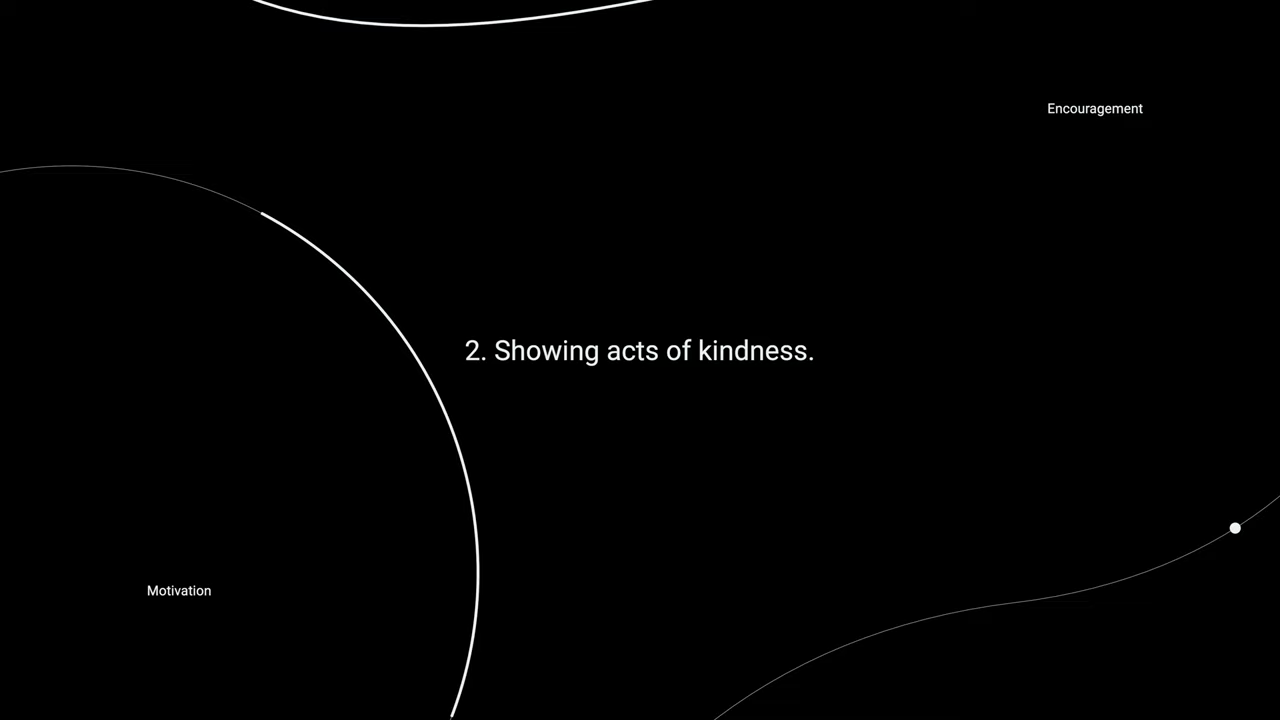 Encouragement
2. Showing acts of kindness.
Motivation